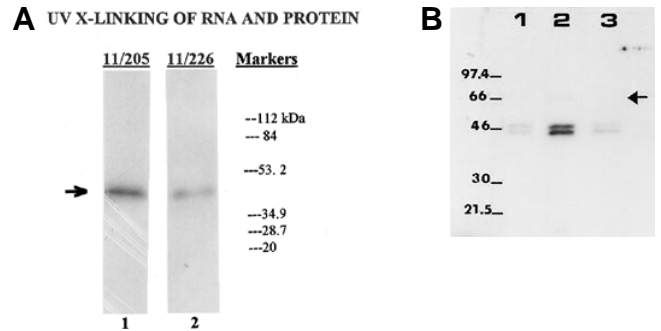 A UV X-LINKING OF RNA AND PROTEIN
11/205 11/226 Markers
--112 kDa
--- 84
---53. 2
---34.9
---28.7
---20
1 2
B
1 2 3
97.4
66
46
30
21.5